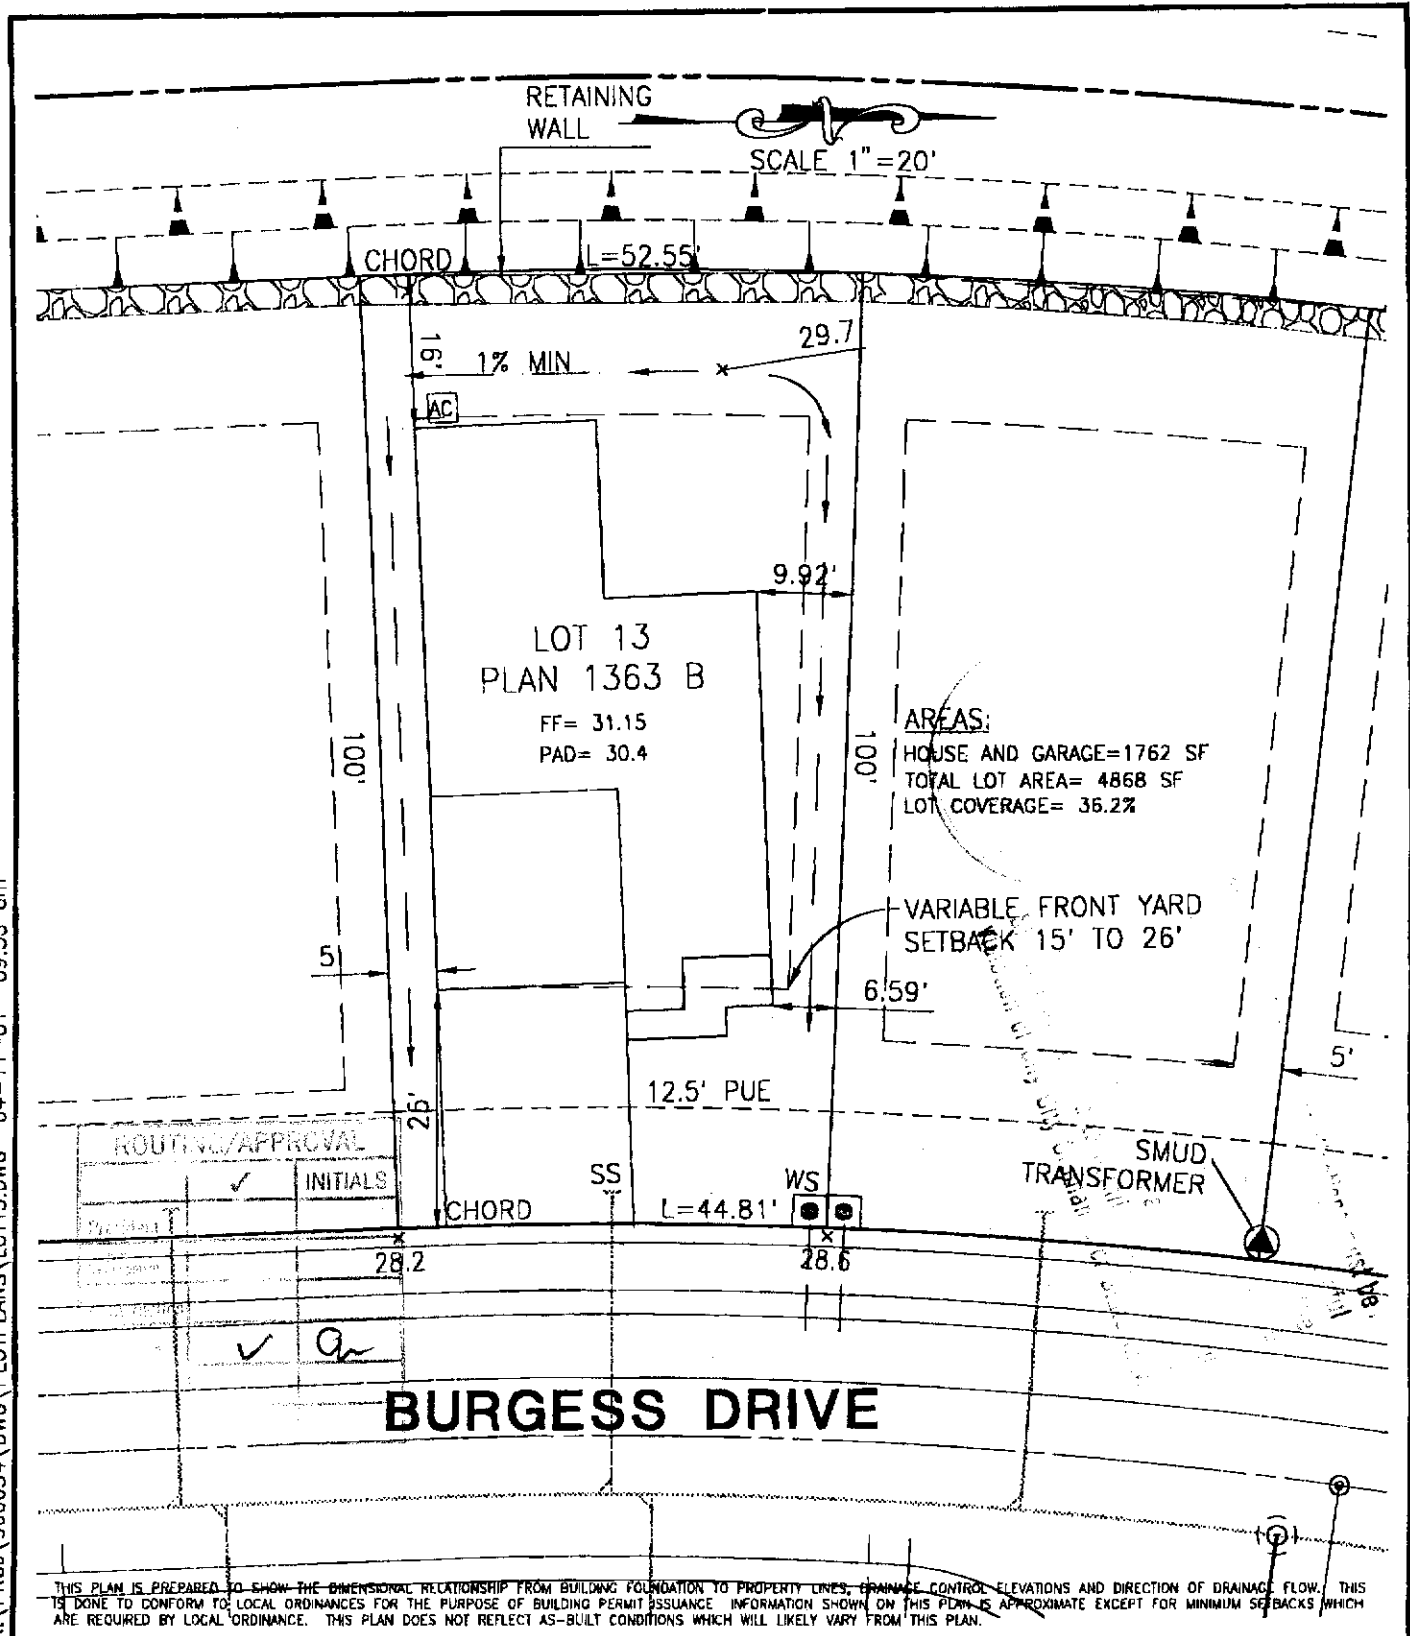 RETAINING
WALL
SCALE 1"=20'
CHORD L=52.55'
16'
1% MIN
29.7
AC
9.92'
LOT 13
PLAN 1363 B
FF= 31.15
PAD= 30.4
100'
100'
AREAS:
HOUSE AND GARAGE=1762 SF
TOTAL LOT AREA= 4868 SF
LOT COVERAGE= 36.2%
VARIABLE FRONT YARD
SETBACK 15' TO 26'
5'
6.59'
5'
12.5' PUE
26'
ROUTING/APPROVAL
✓ INITIALS
SMUD
TRANSFORMER
SS
WS
CHORD L=44.81'
28.2
28.6
✓
BURGESS DRIVE
THIS PLAN IS PREPARED TO SHOW THE DIMENSIONAL RELATIONSHIP FROM BUILDING FOUNDATION TO PROPERTY LINES, DRAINAGE CONTROL ELEVATIONS AND DIRECTION OF DRAINAGE FLOW. THIS
IS DONE TO CONFORM TO LOCAL ORDINANCES FOR THE PURPOSE OF BUILDING PERMIT ISSUANCE INFORMATION SHOWN ON THIS PLAN IS APPROXIMATE EXCEPT FOR MINIMUM SETBACKS WHICH
ARE REQUIRED BY LOCAL ORDINANCE. THIS PLAN DOES NOT REFLECT AS-BUILT CONDITIONS WHICH WILL LIKELY VARY FROM THIS PLAN.